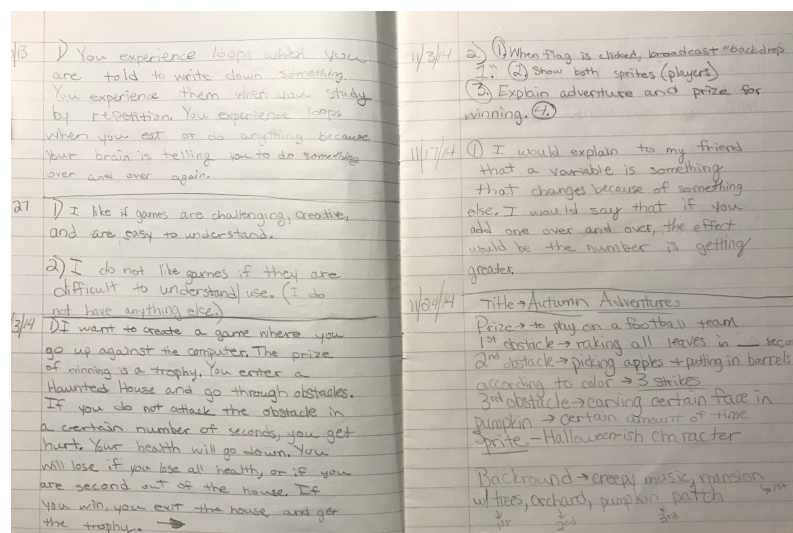 /13 1) You experience loops when you
are told to write down something.
You experience them when you study
by repetition. You experience loops
when you eat or do anything because
your brain is telling you to do something
over and over again.
27 1) I like if games are challenging, creative,
and are easy to understand.
2) I do not like games if they are
difficult to understand/use. (I do
not have anything else.)
/3/14 1) I want to create a game where you
go up against the computer. The prize
of winning is a trophy. You enter a
Haunted House and go through obstacles.
If you do not attack the obstacle in
a certain number of seconds, you get
hurt. Your health will go down. You
will lose if you lose all health, or if you
are second out of the house. If
you win, you exit the house and get
the trophy. →
11/3/14 2) ① When flag is clicked, broadcast "backdrop
1." ② Show both sprites (players)
③ Explain adventure and prize for
winning. ④
11/17/14 ① I would explain to my friend
that a variable is something
that changes because of something
else. I would say that if you
add one over and over, the effect
would be the number is getting
greater.
11/24/14 Title → Autumn Adventures
Prize → to play on a football team
1st obstacle → raking all leaves in __ secon
2nd obstacle → picking apples + putting in barrels
according to color → 3 strikes
3rd obstacle → carving certain face in
pumpkin → certain amount of time
Sprite - Halloween-ish character
Backround → creepy music, mansion
w/ trees, orchard, pumpkin patch → 1st
↓ 1st ↓ 2nd ↓ 3rd